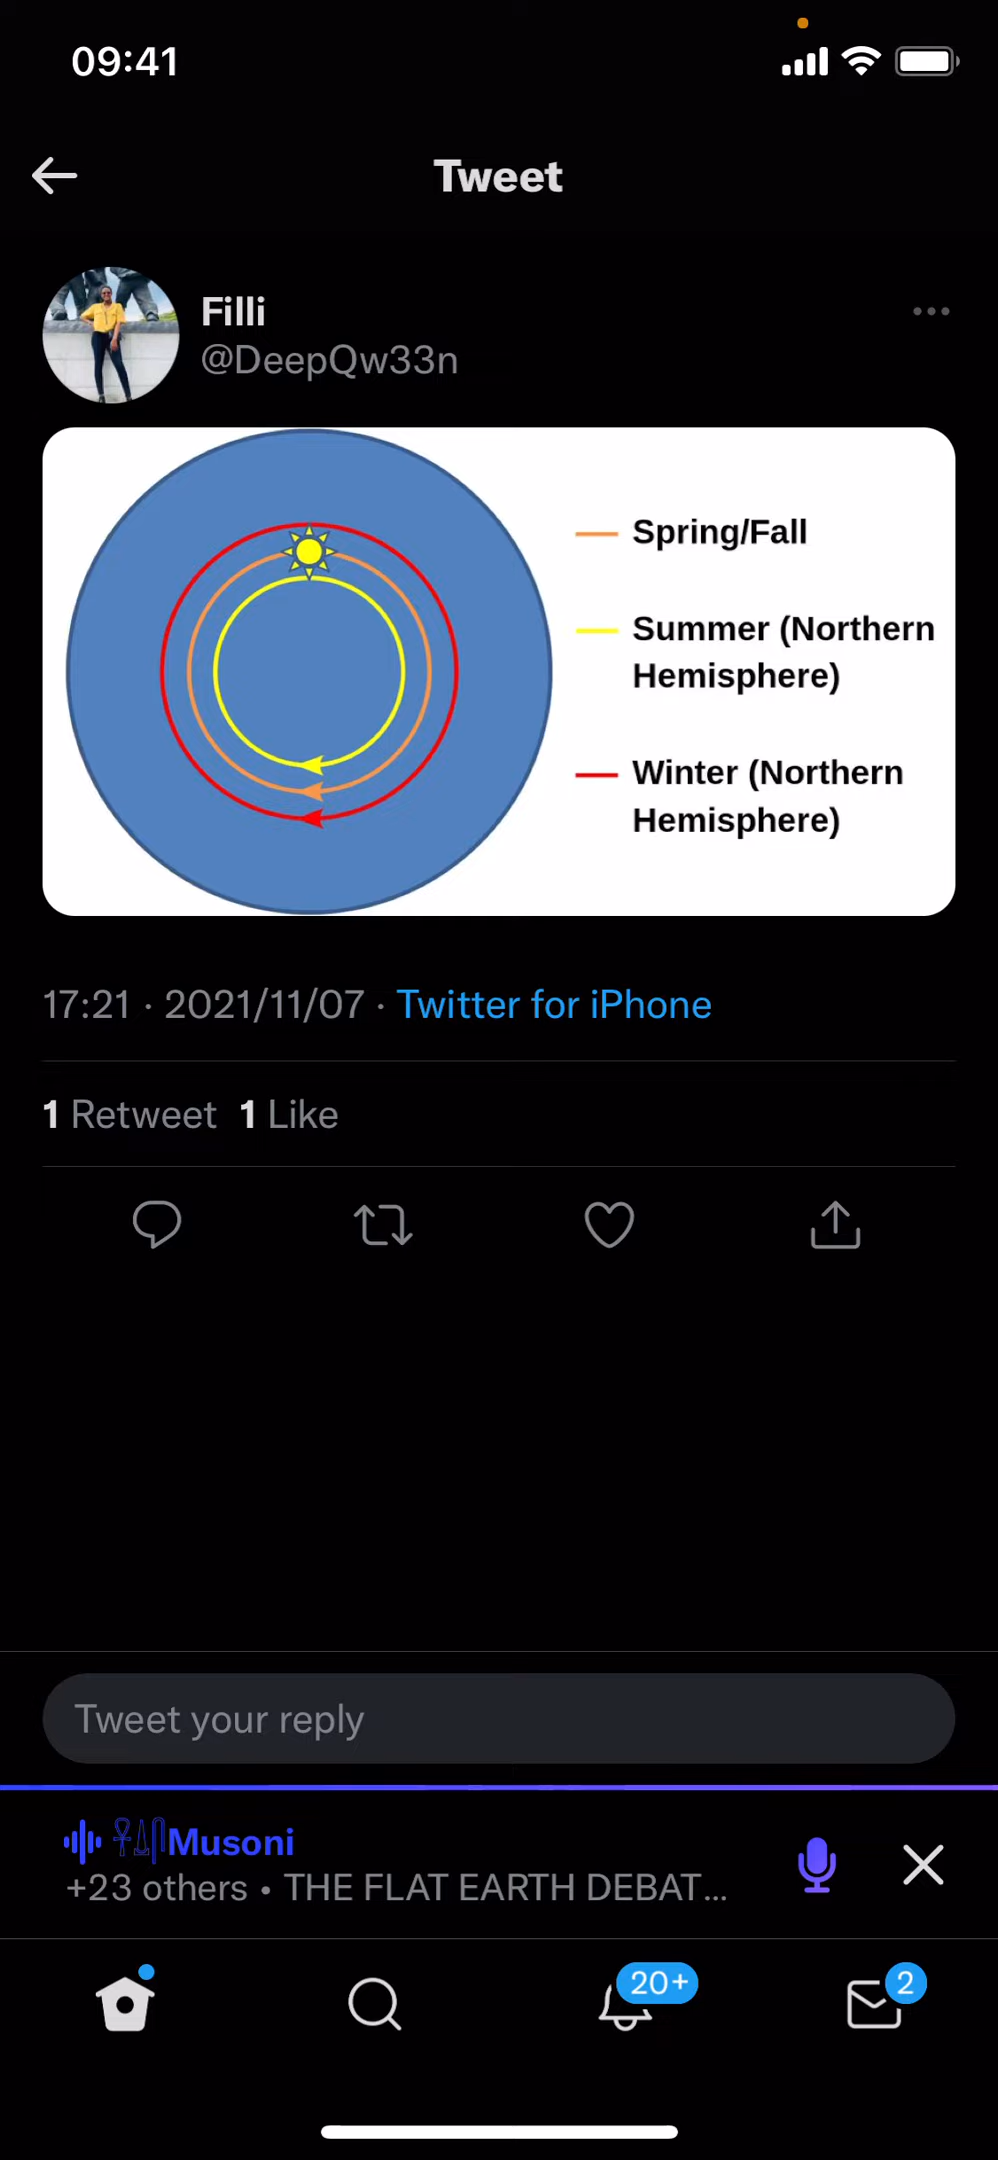 09:41
Tweet
Filli
@DeepQw33n
Spring/Fall
Summer (Northern
Hemisphere)
Winter (Northern
Hemisphere)
17:21 · 2021/11/07 · Twitter for iPhone
1 Retweet 1 Like
Tweet your reply
Musoni
+23 others • THE FLAT EARTH DEBAT...
20+
2